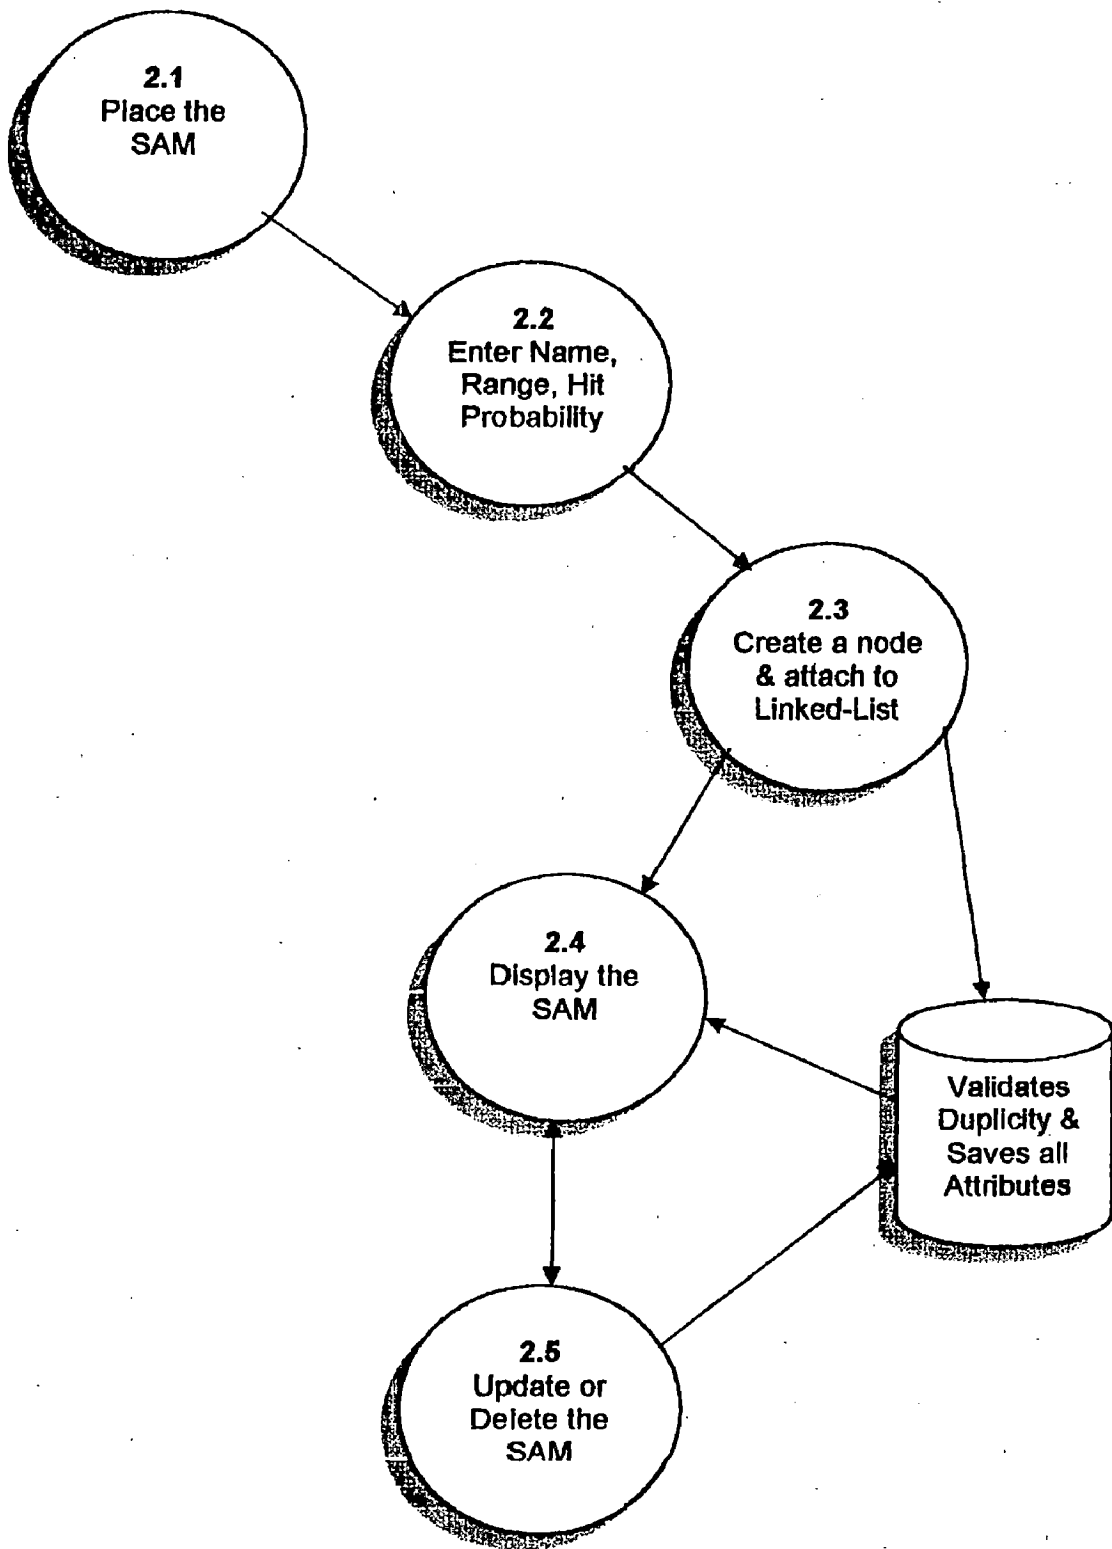 2.1
Place the
SAM
2.2
Enter Name,
Range, Hit
Probability
2.3
Create a node
& attach to
Linked-List
2.4
Display the
SAM
Validates
Duplicity &
Saves all
Attributes
2.5
Update or
Delete the
SAM